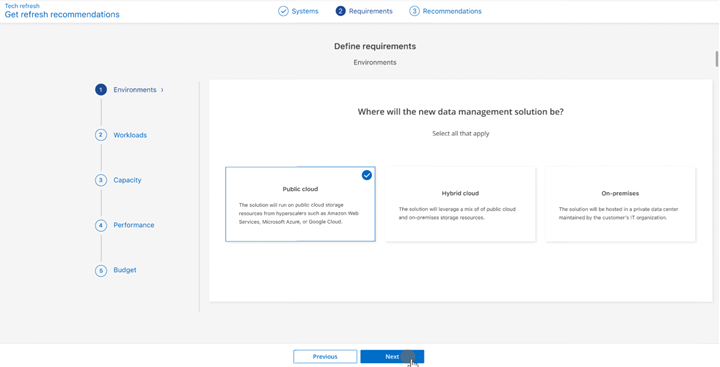 Tech refresh
Get refresh recommendations
Systems
2 Requirements
3 Recommendations
Define requirements
Environments
1 Environments ›
2 Workloads
3 Capacity
4 Performance
5 Budget
Where will the new data management solution be?
Select all that apply
Public cloud
The solution will run on public cloud storage
resources from hyperscalers such as Amazon Web
Services, Microsoft Azure, or Google Cloud.
Hybrid cloud
The solution will leverage a mix of of public cloud
and on-premises storage resources.
On-premises
The solution will be hosted in a private data center
maintained by the customer's IT organization.
Previous
Next